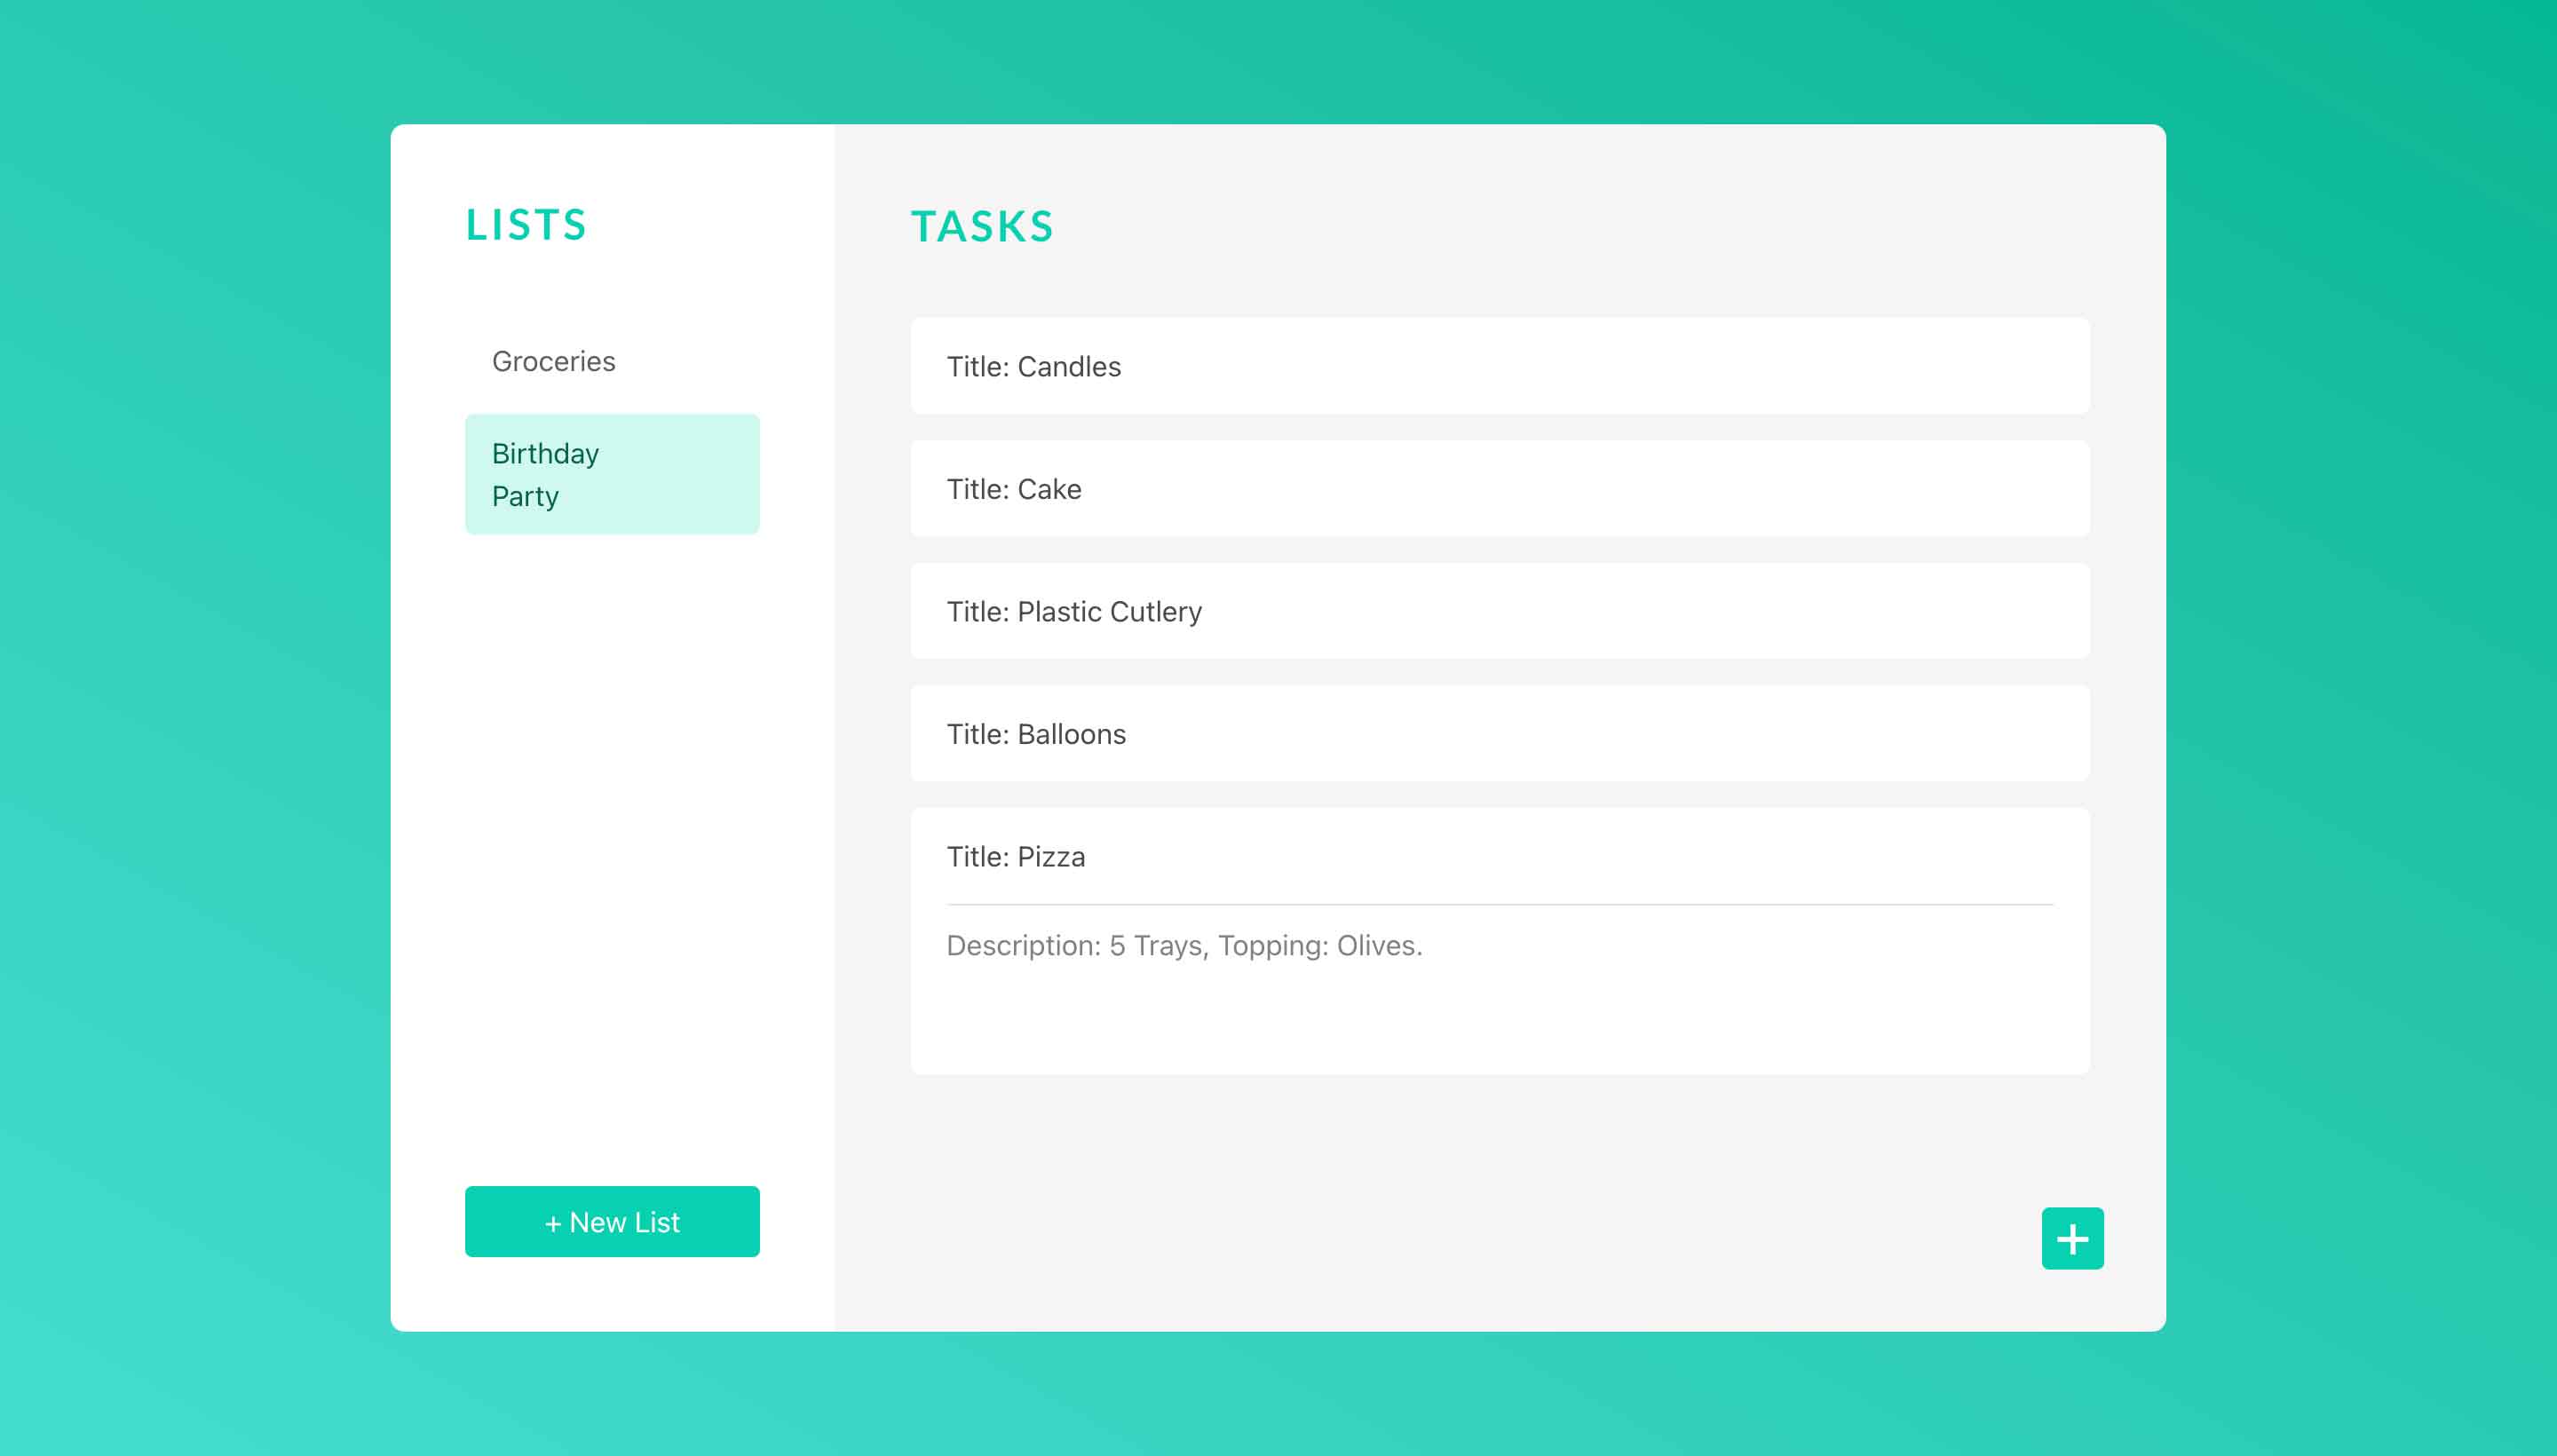 LISTS
Groceries
Birthday
Party
+ New List
TASKS
Title: Candles
Title: Cake
Title: Plastic Cutlery
Title: Balloons
Title: Pizza
Description: 5 Trays, Topping: Olives.
+